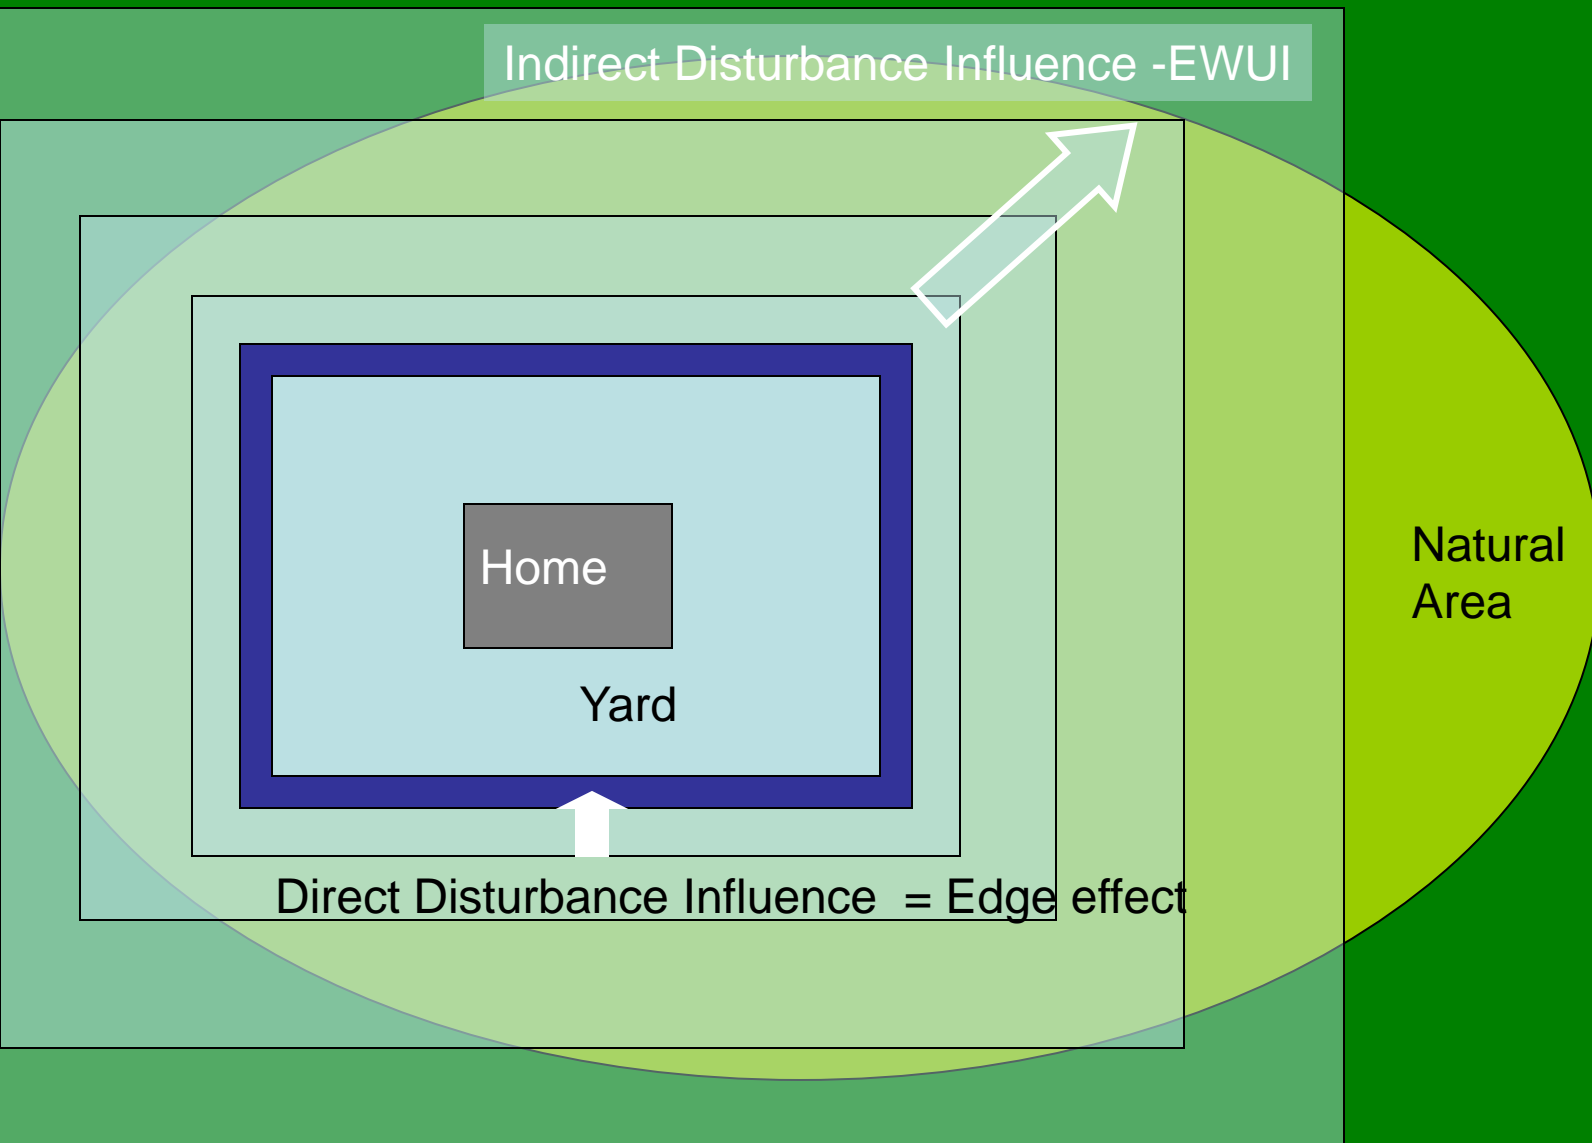 Indirect Disturbance Influence -EWUI
Home
Natural
Area
Yard
Direct Disturbance Influence  = Edge effect